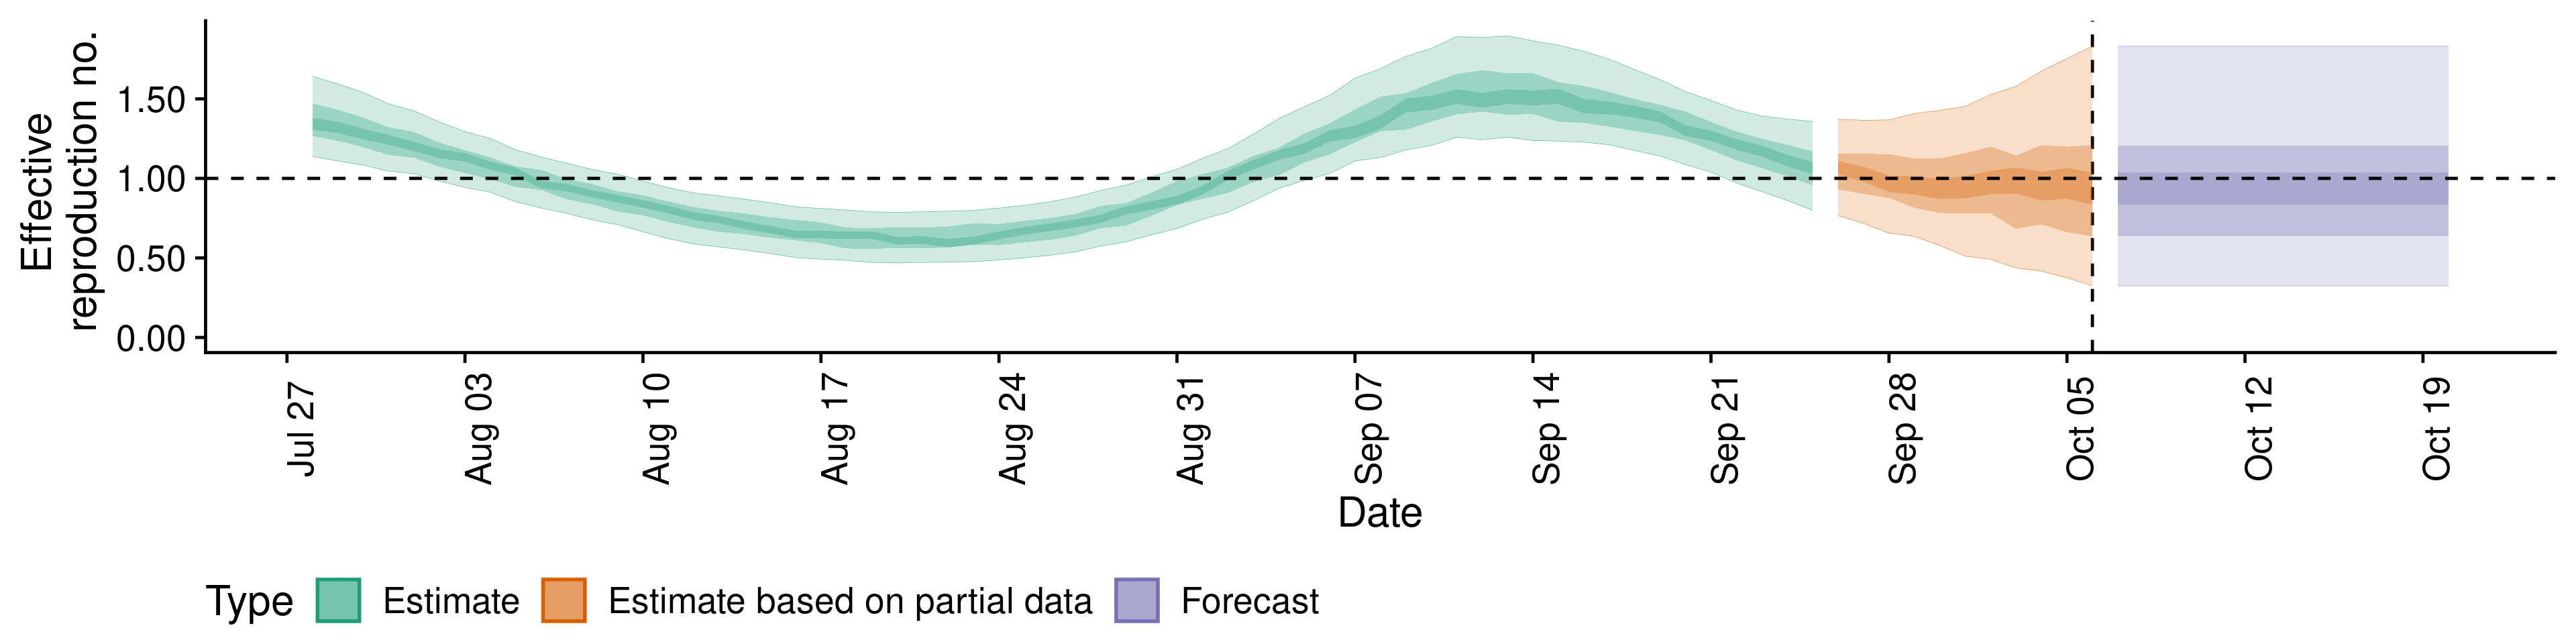 Effective
reproduction no.
1.50
1.00
0.50
0.00
Jul 27
Aug 03
Aug 10
Aug 17
Aug 24
Aug 31
Sep 07
Sep 14
Sep 21
Sep 28
Oct 05
Oct 12
Oct 19
Date
Type Estimate Estimate based on partial data Forecast